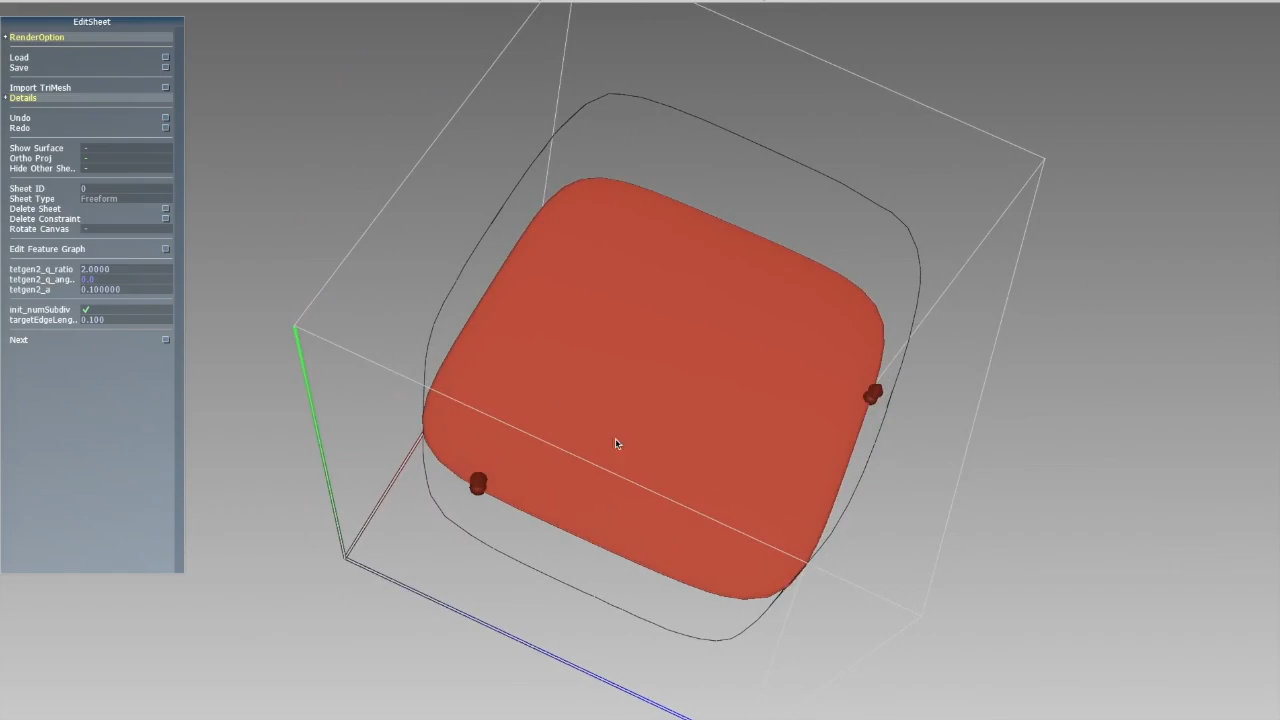 EditSheet
RenderOption
Load
Save
Import TriMesh
Details
Undo
Redo
Show Surface -
Ortho Proj -
Hide Other She.. -
Sheet ID 0
Sheet Type Freeform
Delete Sheet
Delete Constraint
Rotate Canvas -
Edit Feature Graph
tetgen2_q_ratio 2.0000
tetgen2_q_ang.. 0.0
tetgen2_a 0.100000
init_numSubdiv
targetEdgeLeng.. 0.100
Next